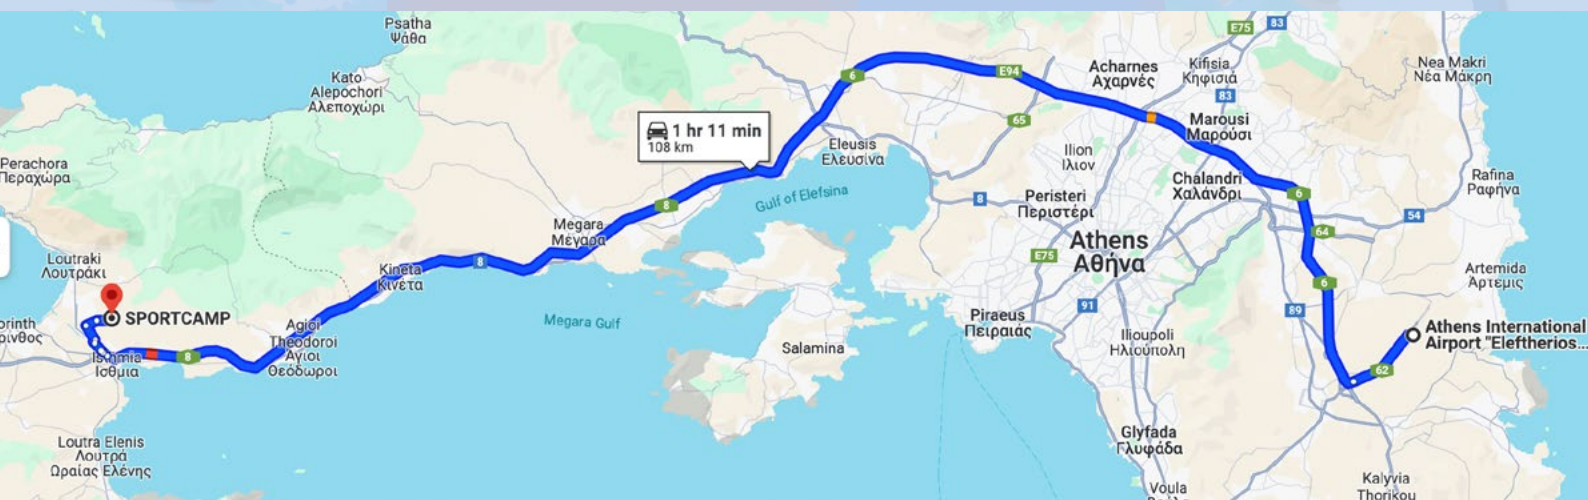 Psatha
Ψάθα
E75
83
Kato
Alepochori
Αλεποχώρι
6
E94
Acharnes
Αχαρνές
Kifisia
Κηφισιά
Nea Makri
Νέα Μάκρη
83
65
1 hr 11 min
108 km
Marousi
Μαρούσι
Eleusis
Ελευσίνα
Ilion
Ίλιον
Perachora
Περαχώρα
Chalandri
Χαλάνδρι
Rafina
Ραφήνα
6
Gulf of Elefsina
8
8
Peristeri
Περιστέρι
54
Megara
Μέγαρα
64
Athens
Αθήνα
E75
Loutraki
Λουτράκι
8
Kineta
Κινέτα
6
Artemida
Άρτεμις
91
89
SPORTCAMP
Megara Gulf
Piraeus
Πειραιάς
Agioi
Theodoroi
Άγιοι
Θεόδωροι
Ilioupoli
Ηλιούπολη
Athens International
Airport "Eleftherios...
Salamina
8
Isthmia
Ισθμια
62
Loutra Elenis
Λουτρά
Ωραίας Ελένης
Glyfada
Γλυφάδα
Voula
Kalyvia
Thorikou